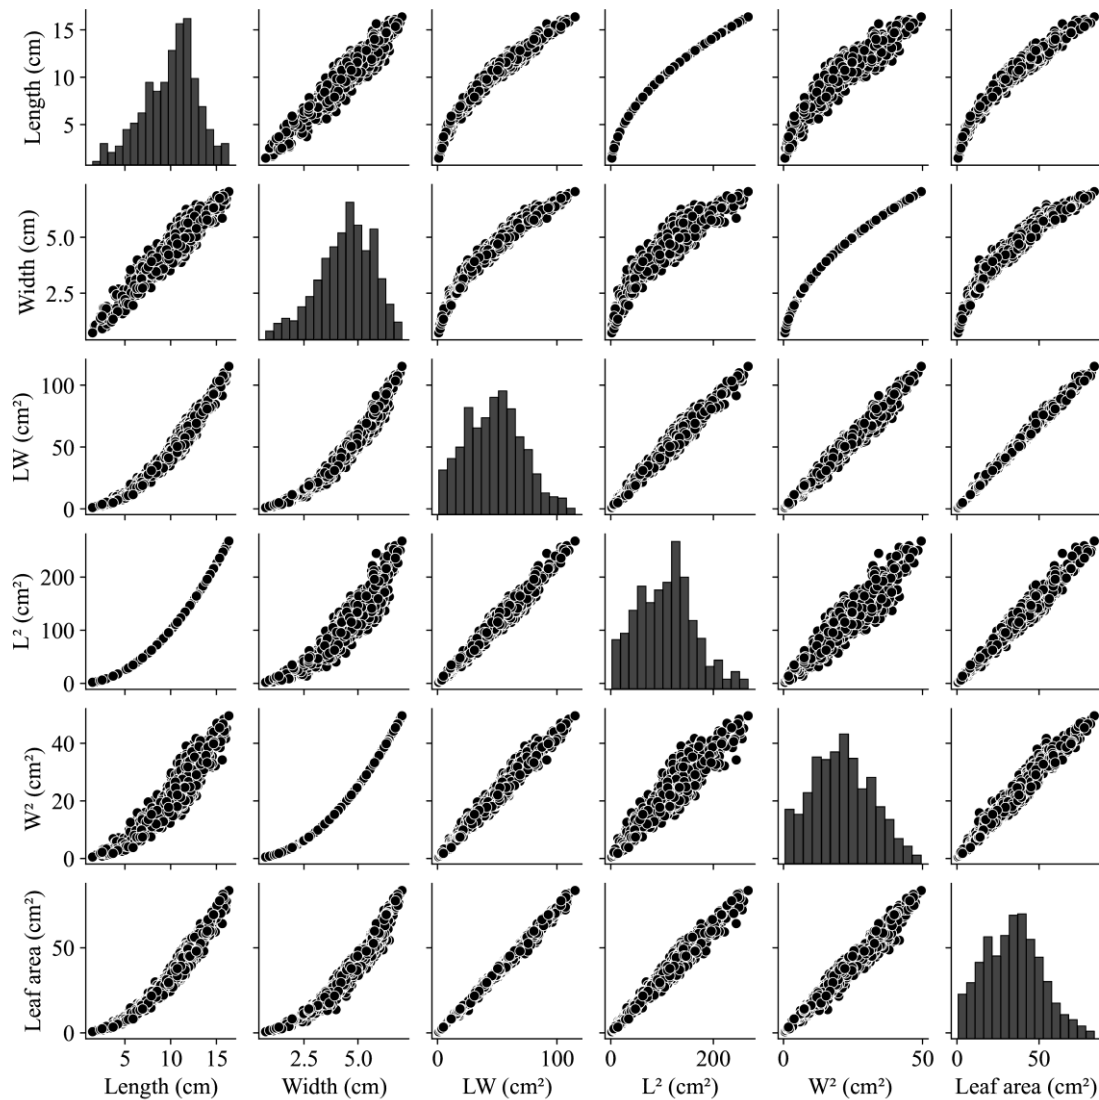 Length (cm)
15
10
5
Width (cm)
5.0
2.5
LW (cm²)
100
50
0
L² (cm²)
200
100
0
W² (cm²)
40
20
0
Leaf area (cm²)
50
0
5 10 15 2.5 5.0 0 100 0 200 0 50 0 50
Length (cm) Width (cm) LW (cm²) L² (cm²) W² (cm²) Leaf area (cm²)